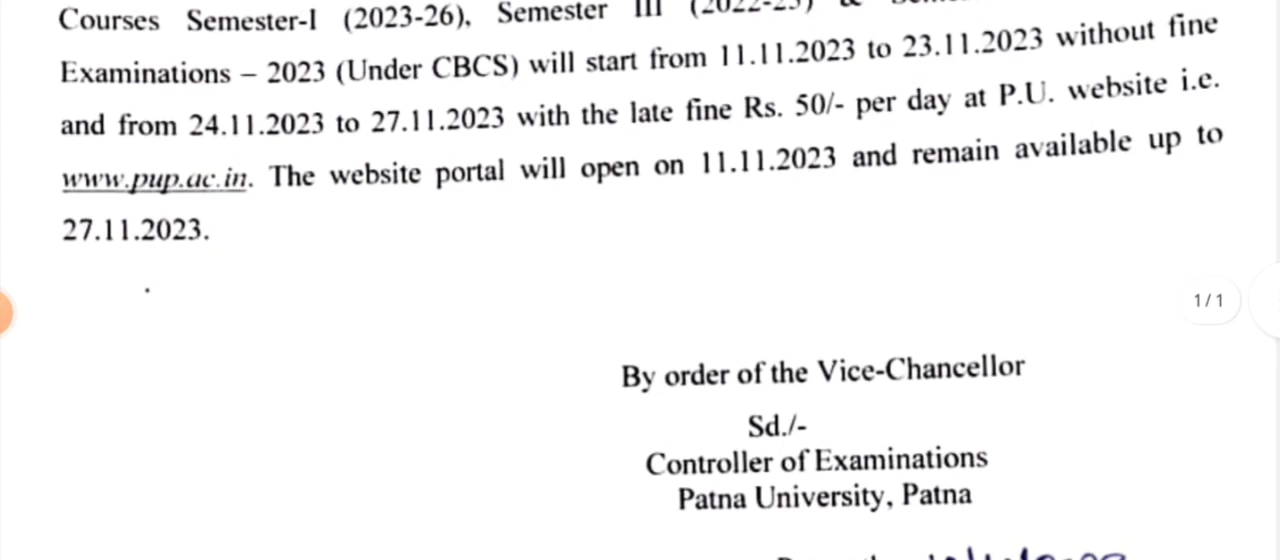 Courses Semester-I (2023-26), Semester III (2022-25) &
Examinations – 2023 (Under CBCS) will start from 11.11.2023 to 23.11.2023 without fine
and from 24.11.2023 to 27.11.2023 with the late fine Rs. 50/- per day at P.U. website i.e.
www.pup.ac.in. The website portal will open on 11.11.2023 and remain available up to
27.11.2023.
1/1
By order of the Vice-Chancellor
Sd./-
Controller of Examinations
Patna University, Patna